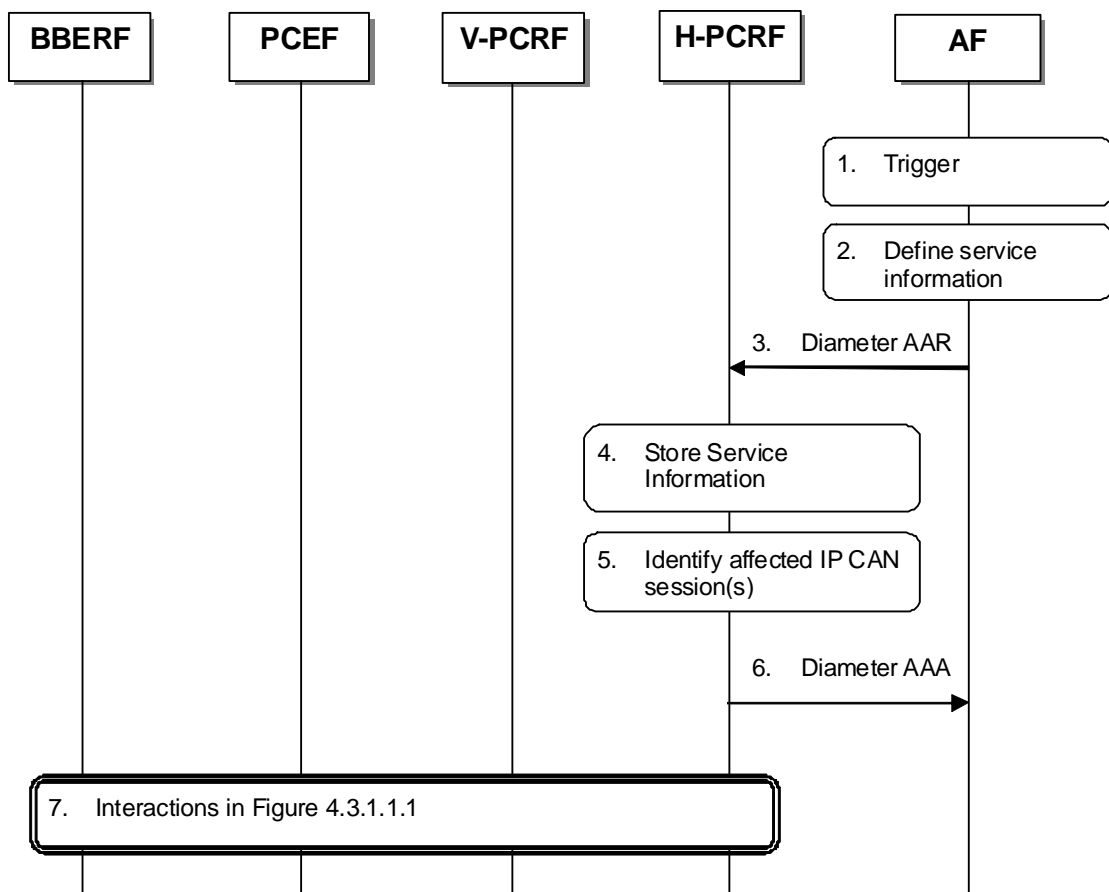 BBERF
PCEF
V-PCRF
H-PCRF
AF
1. Trigger
2. Define service
information
3. Diameter AAR
4. Store Service
Information
5. Identify affected IP CAN
session(s)
6. Diameter AAA
7. Interactions in Figure 4.3.1.1.1